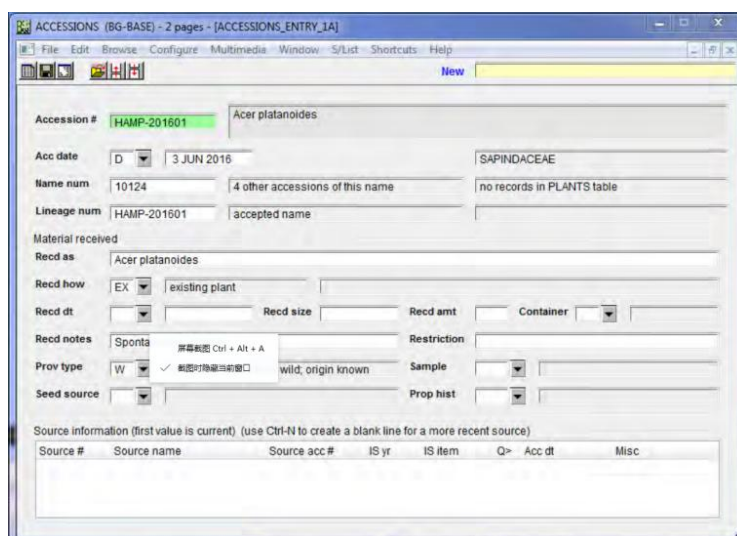 ACCESSIONS (BG-BASE) - 2 pages - [ACCESSIONS_ENTRY_1A]
File Edit Browse Configure Multimedia Window S/List Shortcuts Help
New
Accession # HAMP-201601 Acer platanoides
Acc date D 3 JUN 2016 SAPINDACEAE
Name num 10124 4 other accessions of this name no records in PLANTS table
Lineage num HAMP-201601 accepted name
Material received
Recd as Acer platanoides
Recd how EX existing plant
Recd dt Recd size Recd amt Container
Recd notes Sponta Restriction
屏幕截图 Ctrl + Alt + A
Prov type W wild; origin known Sample
✓ 截图时隐藏当前窗口
Seed source Prop hist
Source information (first value is current) (use Ctrl-N to create a blank line for a more recent source)
Source # Source name Source acc # IS yr IS item Q> Acc dt Misc